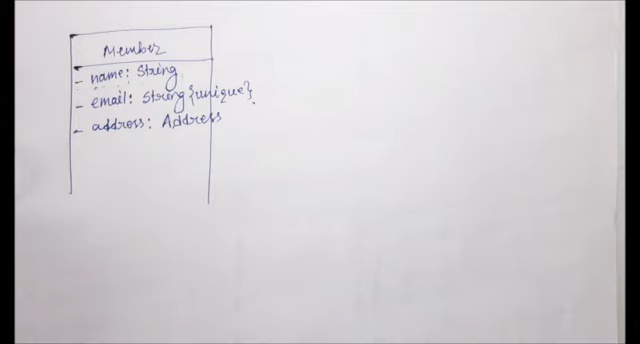 Member
- name: String
- email: String {unique}
- address: Address